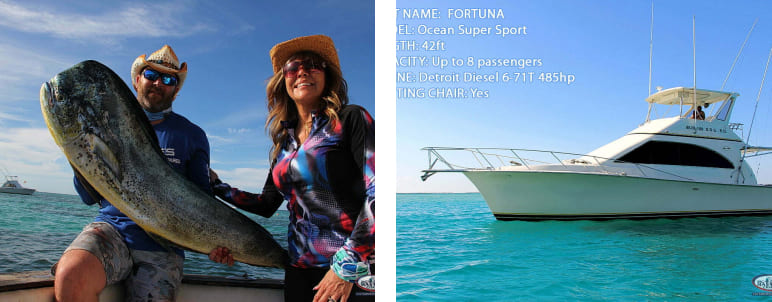 T NAME: FORTUNA
EL: Ocean Super Sport
GTH: 42ft
ACITY: Up to 8 passengers
NE: Detroit Diesel 6-71T 485hp
TING CHAIR: Yes